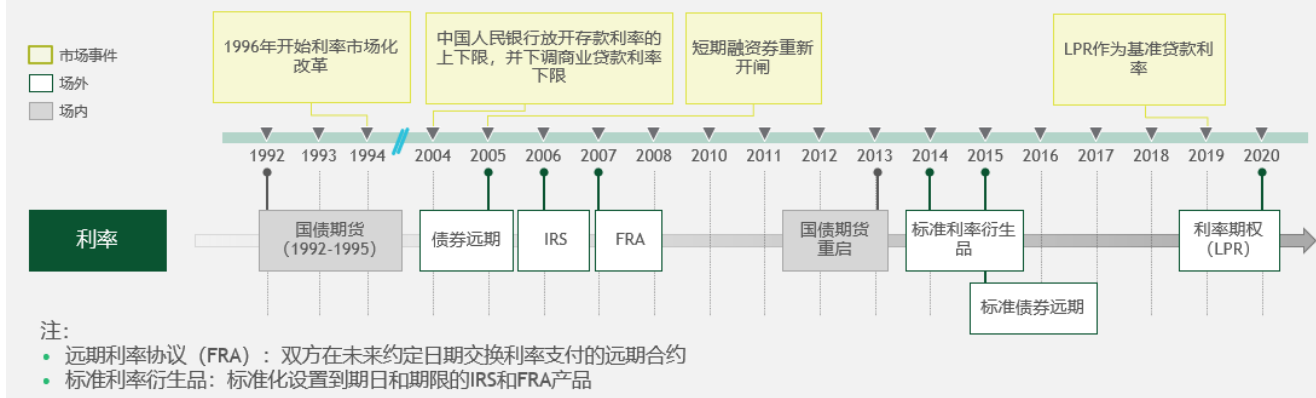 市场事件
场外
场内
1996年开始利率市场化
改革
中国人民银行放开存款利率的
上下限，并下调商业贷款利率
下限
短期融资券重新
开闸
LPR作为基准贷款利
率
1992 1993 1994 2004 2005 2006 2007 2008 2010 2011 2012 2013 2014 2015 2016 2017 2018 2019 2020
利率
国债期货
(1992-1995)
债券远期
IRS
FRA
国债期货
重启
标准利率衍生
品
利率期权
(LPR)
标准债券远期
注：
• 远期利率协议（FRA）：双方在未来约定日期交换利率支付的远期合约
• 标准利率衍生品：标准化设置到期日和期限的IRS和FRA产品